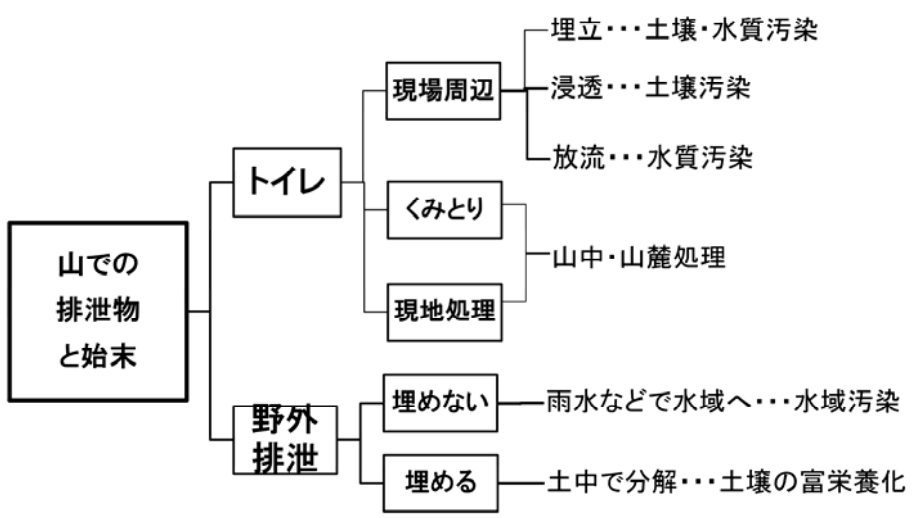 山での
排泄物
と始末
トイレ
現場周辺
埋立･･･土壌･水質汚染
浸透･･･土壌汚染
放流･･･水質汚染
くみとり
現地処理
山中･山麓処理
野外
排泄
埋めない
雨水などで水域へ･･･水域汚染
埋める
土中で分解･･･土壌の富栄養化